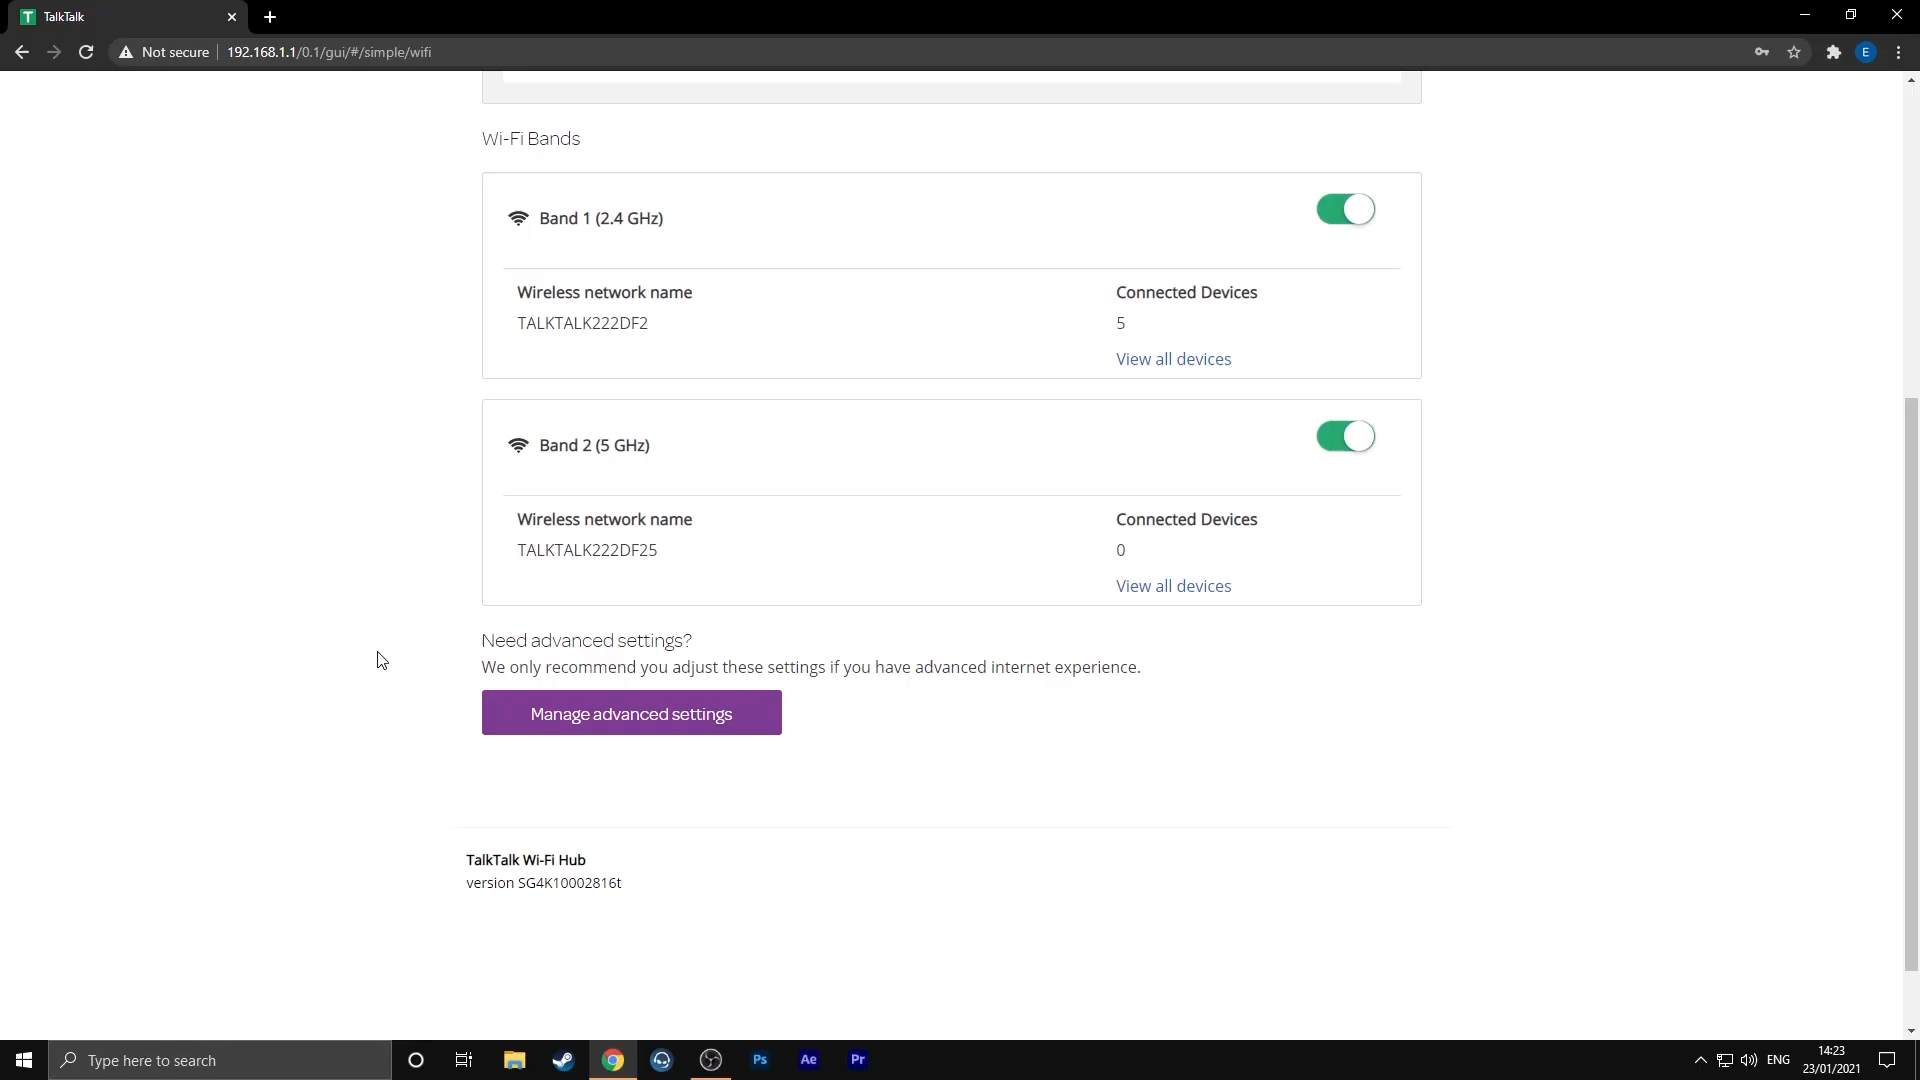 TalkTalk
Not secure
192.168.1.1/0.1/gui/#/simple/wifi
E
Wi-Fi Bands
Band 1 (2.4 GHz)
Wireless network name
Connected Devices
TALKTALK222DF2
5
View all devices
Band 2 (5 GHz)
Wireless network name
Connected Devices
TALKTALK222DF25
0
View all devices
Need advanced settings?
We only recommend you adjust these settings if you have advanced internet experience.
Manage advanced settings
TalkTalk Wi-Fi Hub
version SG4K10002816t
Type here to search
Ps
Ae
Pr
ENG
14:23
23/01/2021